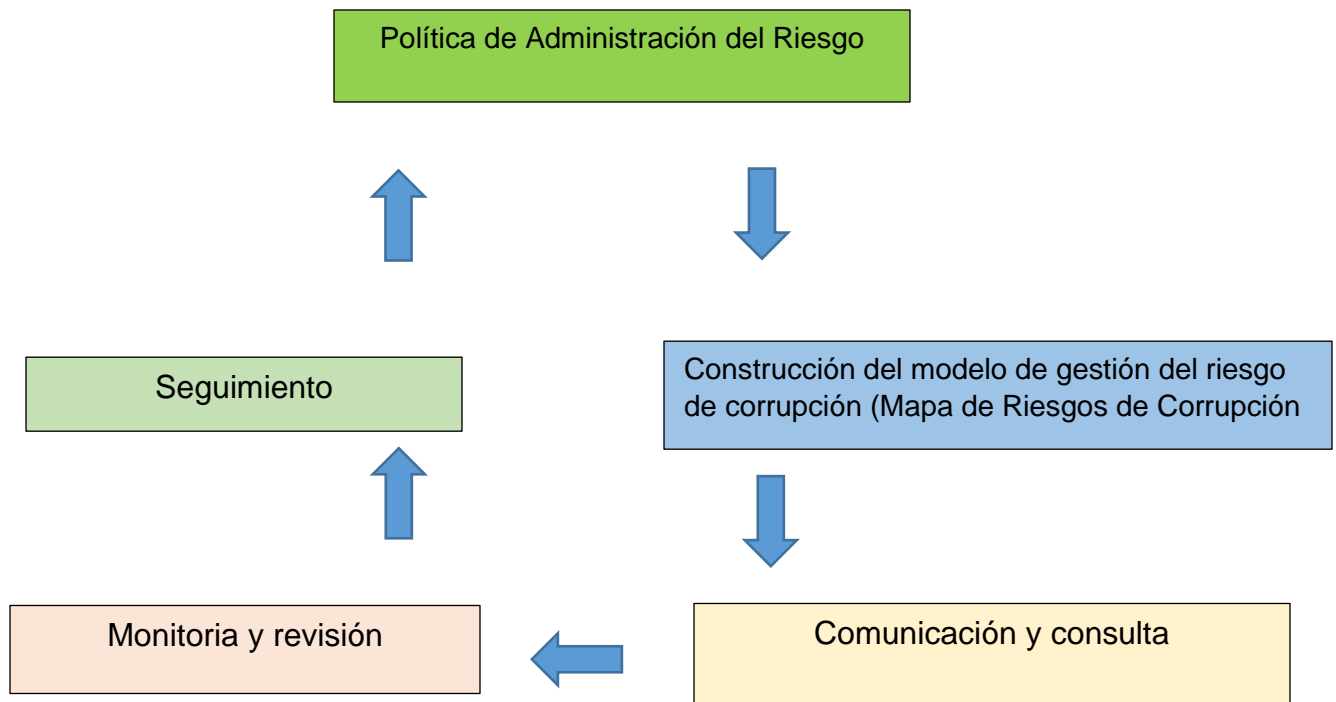 Política de Administración del Riesgo
Seguimiento
Construcción del modelo de gestión del riesgo
de corrupción (Mapa de Riesgos de Corrupción
Monitoria y revisión
Comunicación y consulta